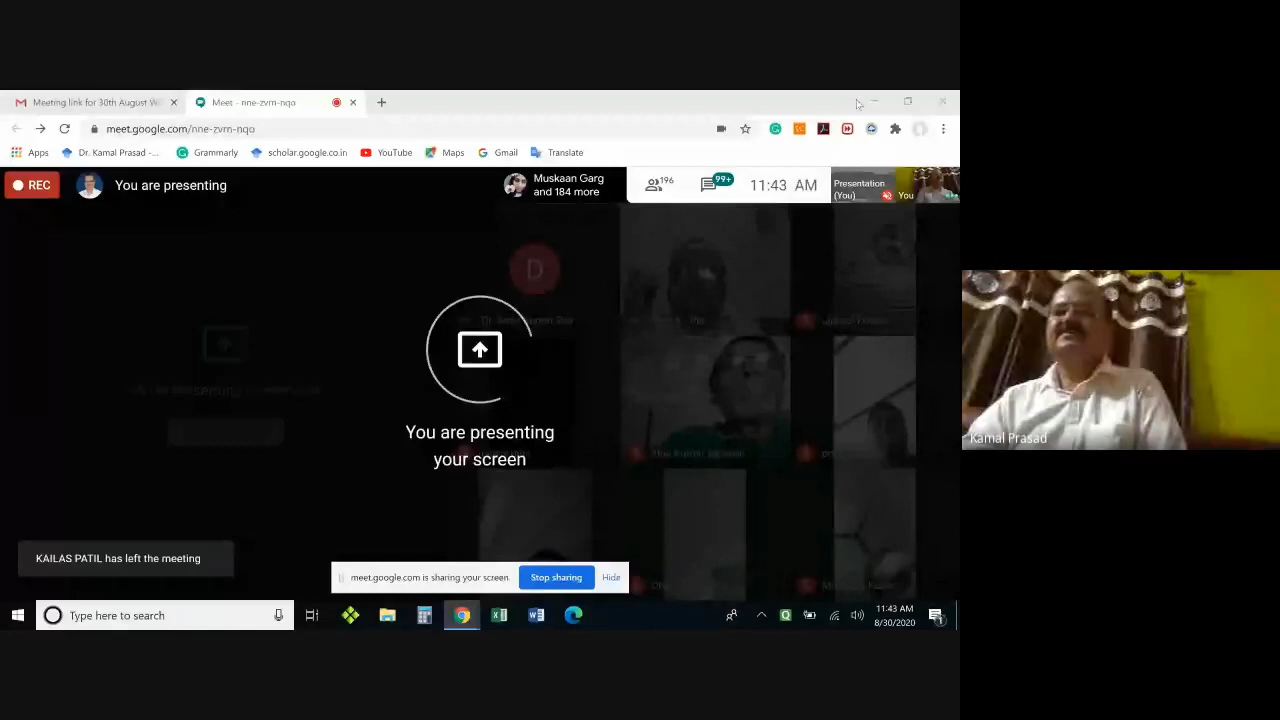 Meeting link for 30th August W
Meet - nne-zvrn-nqo
meet.google.com/nne-zvrn-nqo
Apps
Dr. Kamal Prasad -...
Grammarly
scholar.google.co.in
YouTube
Maps
Gmail
Translate
REC
You are presenting
Muskaan Garg
and 184 more
196
99+
11:43 AM
Presentation
(You)
You
D
You are presenting
your screen
KAILAS PATIL has left the meeting
meet.google.com is sharing your screen.
Stop sharing
Hide
Type here to search
11:43 AM
8/30/2020
1
Kamal Prasad